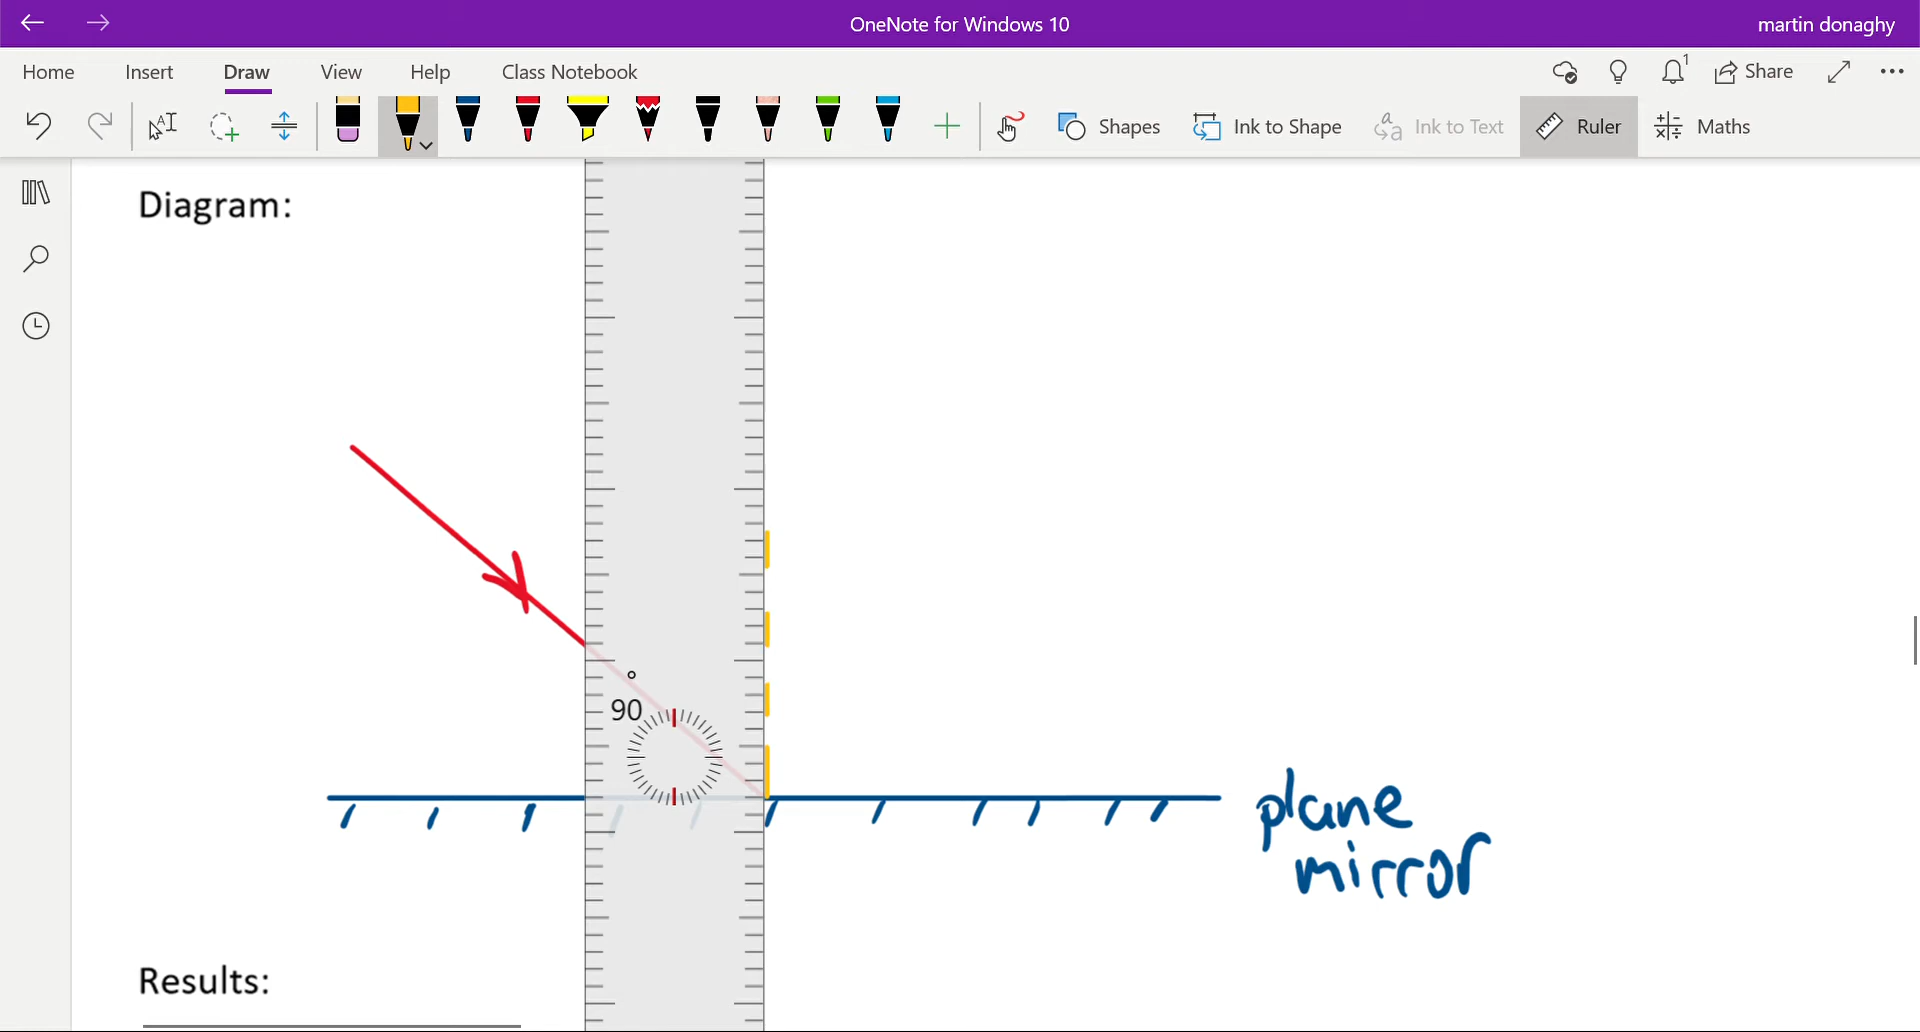 OneNote for Windows 10
martin donaghy
Home Insert Draw View Help Class Notebook
1
Share
Shapes Ink to Shape Ink to Text Ruler Maths
Diagram:
90°
plane
mirror
Results: